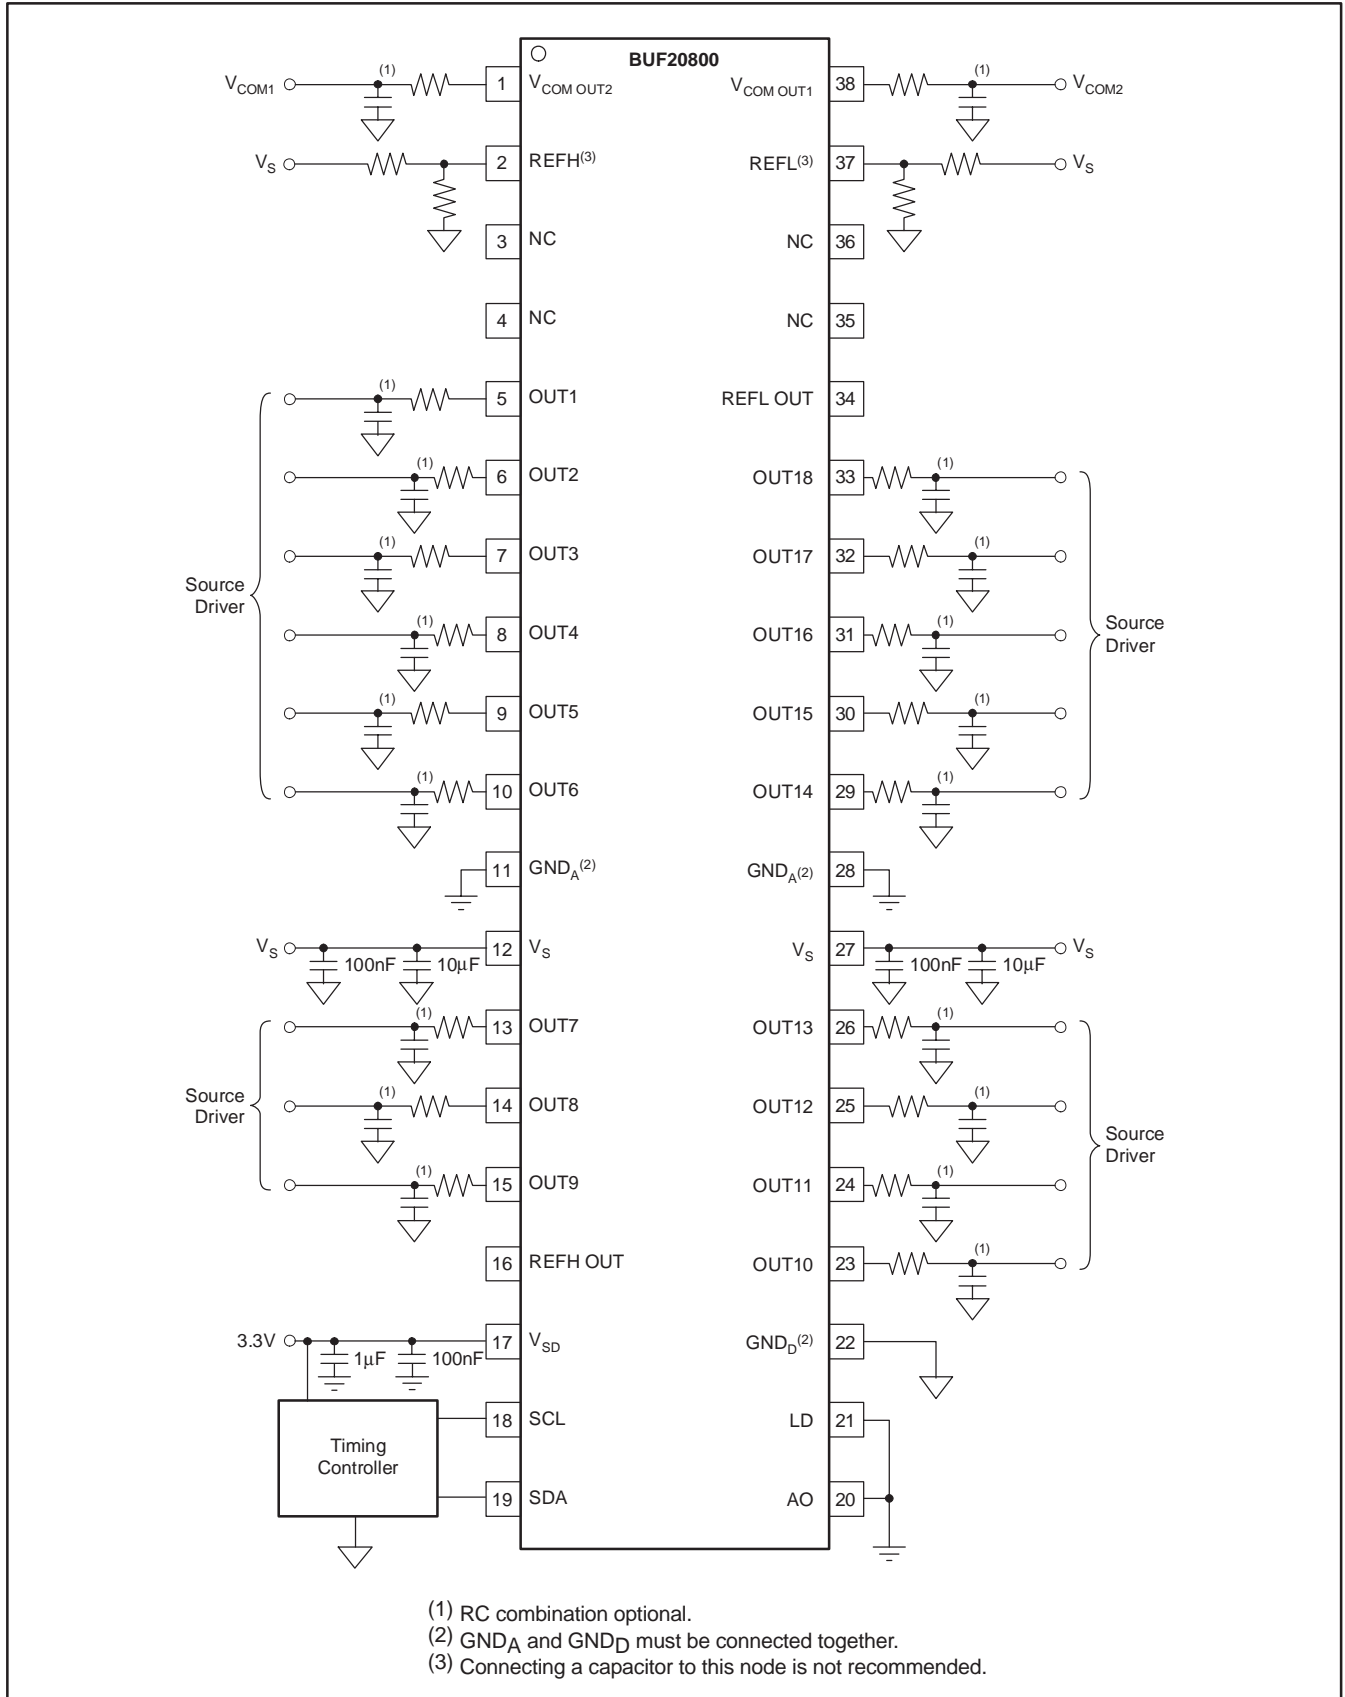 BUF20800
V_COM1 (1) 1 V_COM OUT2 V_COM OUT1 38 (1) V_COM2
V_S 2 REFH(3) REFL(3) 37 V_S
3 NC NC 36
4 NC NC 35
(1) 5 OUT1 REFL OUT 34
(1) 6 OUT2 OUT18 33 (1)
(1) 7 OUT3 OUT17 32 (1)
Source
Driver
(1) 8 OUT4 OUT16 31 (1)
Source
Driver
(1) 9 OUT5 OUT15 30 (1)
(1) 10 OUT6 OUT14 29 (1)
11 GND_A(2) GND_A(2) 28
V_S 100nF 10μF 12 V_S V_S 27 100nF 10μF V_S
(1) 13 OUT7 OUT13 26 (1)
Source
Driver
(1) 14 OUT8 OUT12 25 (1)
Source
Driver
(1) 15 OUT9 OUT11 24 (1)
16 REFH OUT OUT10 23 (1)
3.3V 1μF 100nF 17 V_SD GND_D(2) 22
18 SCL LD 21
Timing
Controller
19 SDA AO 20
(1) RC combination optional.
(2) GND_A and GND_D must be connected together.
(3) Connecting a capacitor to this node is not recommended.